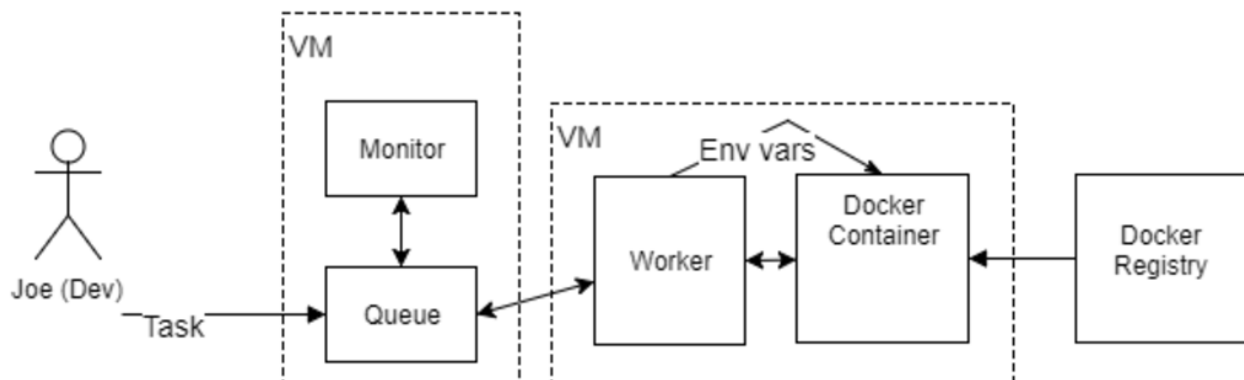 VM
Monitor
Queue
Joe (Dev)
Task
VM
Env vars
Worker
Docker
Container
Docker
Registry